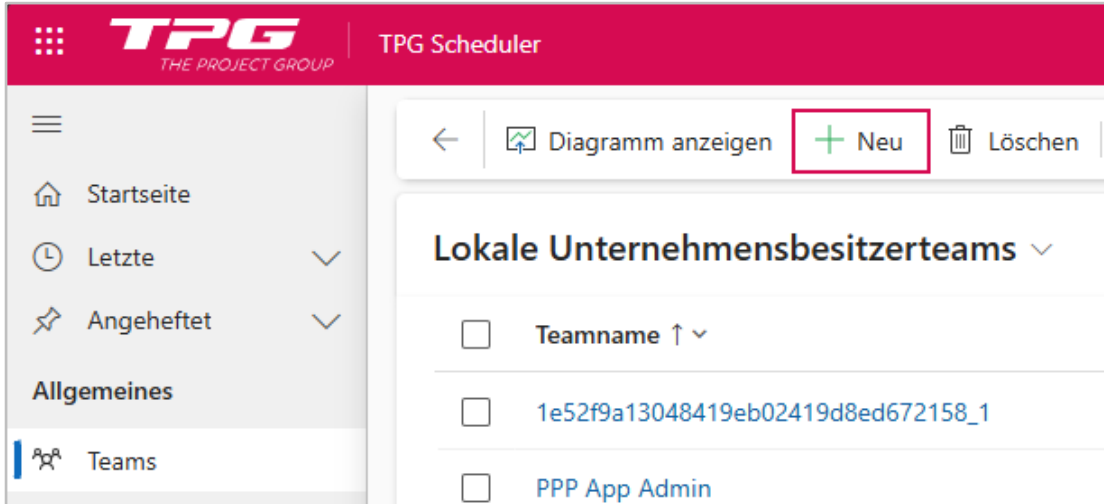 TPG
THE PROJECT GROUP
TPG Scheduler
Diagramm anzeigen
Neu
Löschen
Startseite
Letzte
Angeheftet
Allgemeines
Teams
Lokale Unternehmensbesitzerteams
Teamname
1e52f9a13048419eb02419d8ed672158_1
PPP App Admin